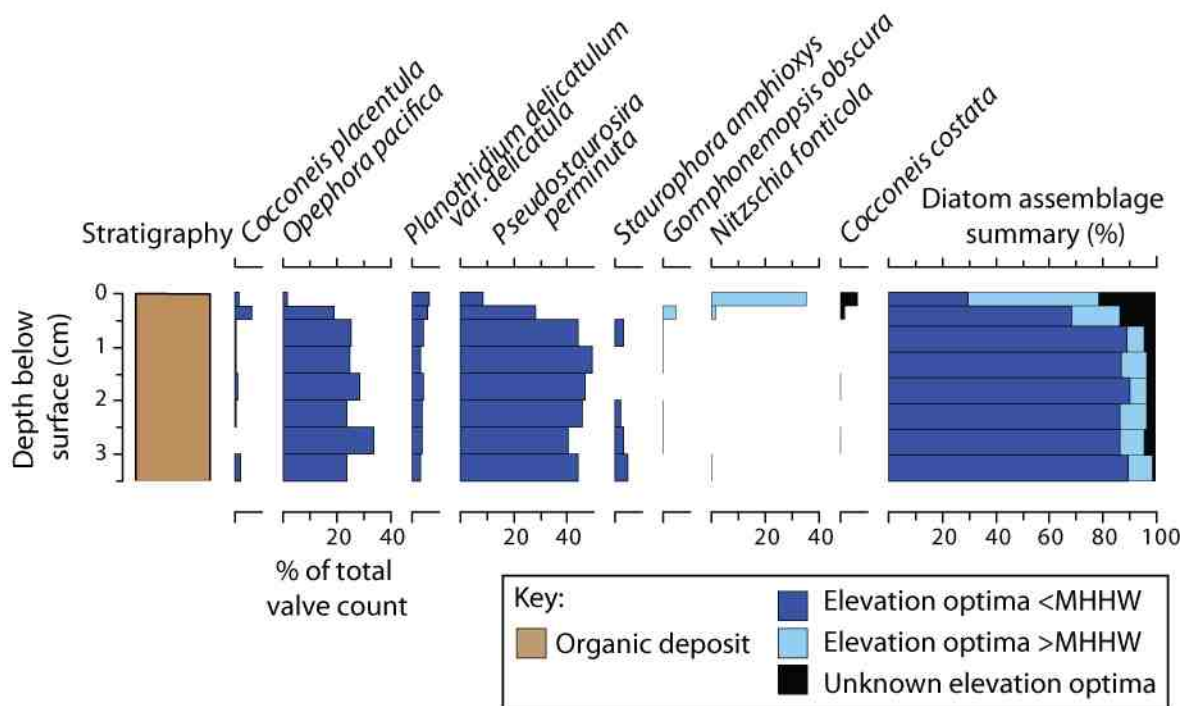 Cocconeis placentula
Opephora pacifica
Planothidium delicatulum
var. delicatula
Pseudostaurosira
perminuta
Staurophora amphioxys
Gomphonemopsis obscura
Nitzschia fonticola
Cocconeis costata
Stratigraphy
Diatom assemblage
summary (%)
Depth below
surface (cm)
0
1
2
3
20 40
20 40
20 40
0 20 40 60 80 100
% of total
valve count
Key:
Organic deposit
Elevation optima <MHHW
Elevation optima >MHHW
Unknown elevation optima